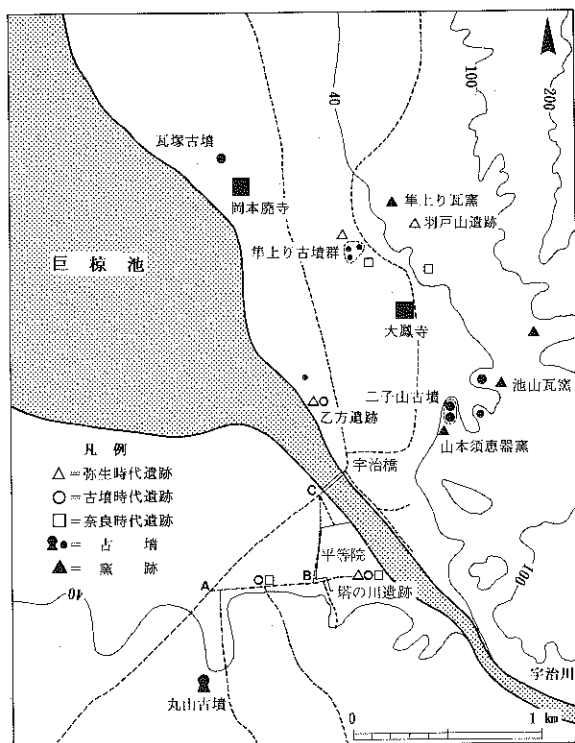 100
200
40
瓦塚古墳
岡本廃寺
隼上り瓦窯
羽戸山遺跡
隼上り古墳群
巨椋池
大鳳寺
池山瓦窯
二子山古墳
乙方遺跡
山本須恵器窯
凡例
△=弥生時代遺跡
○=古墳時代遺跡
□=奈良時代遺跡
=古墳
▲=窯跡
宇治橋
C
平等院
A
B
塔の川遺跡
40
100
丸山古墳
宇治川
0
1 km